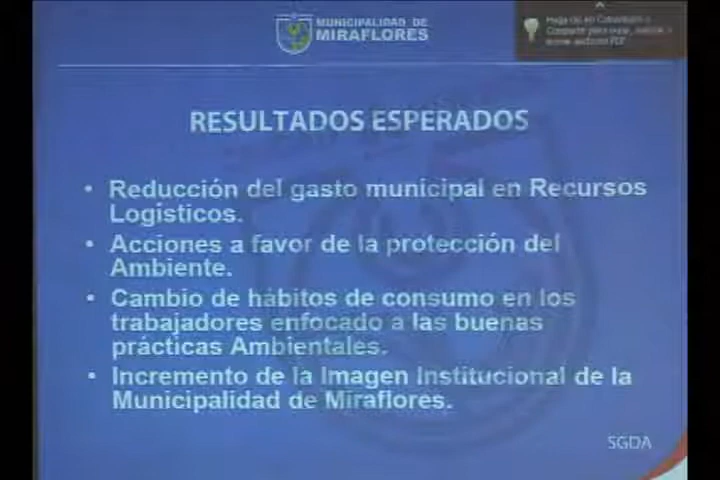 MUNICIPALIDAD DE
MIRAFLORES
RESULTADOS ESPERADOS
• Reducción del gasto municipal en Recursos
Logísticos.
• Acciones a favor de la protección del
Ambiente.
• Cambio de hábitos de consumo en los
trabajadores enfocado a las buenas
prácticas Ambientales.
• Incremento de la Imagen Institucional de la
Municipalidad de Miraflores.
SGDA